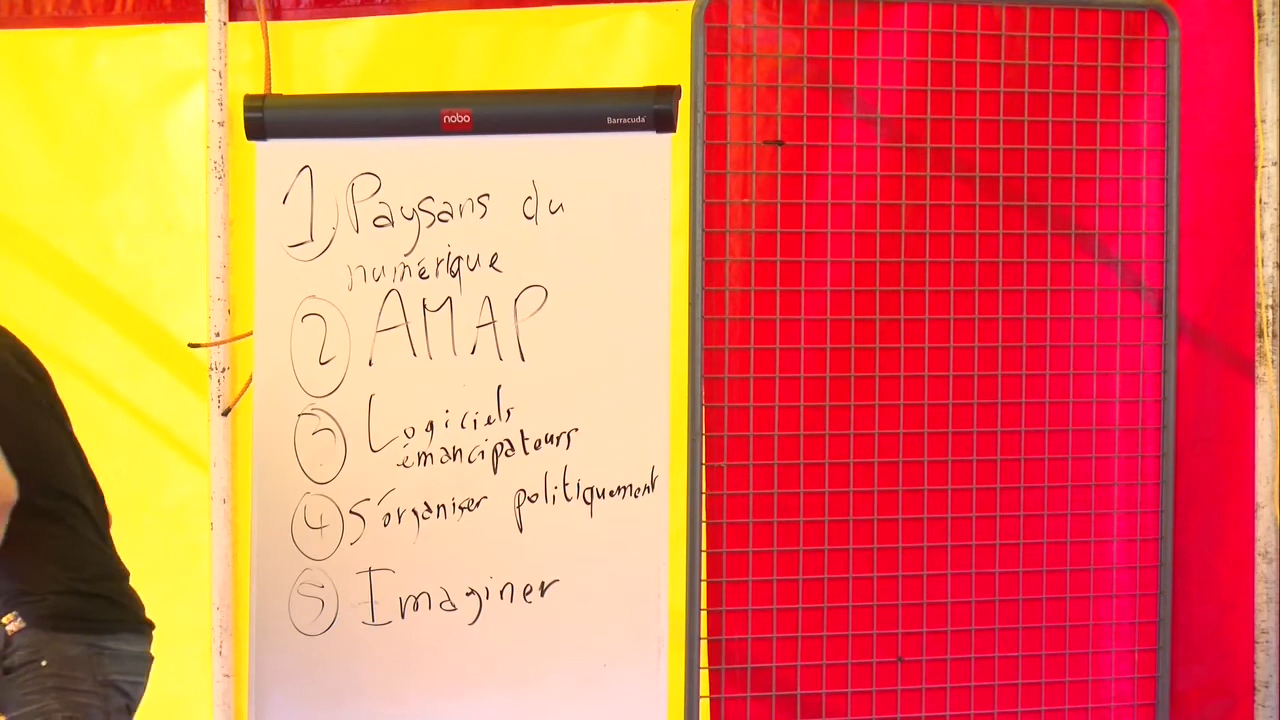 nobo
Barracuda
1) Paysans du
numérique
2 AMAP
3 Logiciels
émancipateurs
4 S'organiser politiquement
5 Imaginer